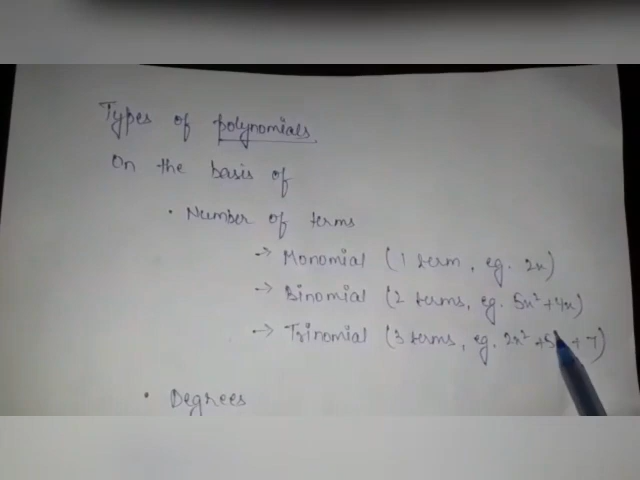 Types of polynomials
On the basis of
• Number of terms
-> Monomial (1 term, eg. 2x)
-> Binomial (2 terms, eg. 5x² + 4x)
-> Trinomial (3 terms, eg. 2x² + 5 + 7)
• Degrees